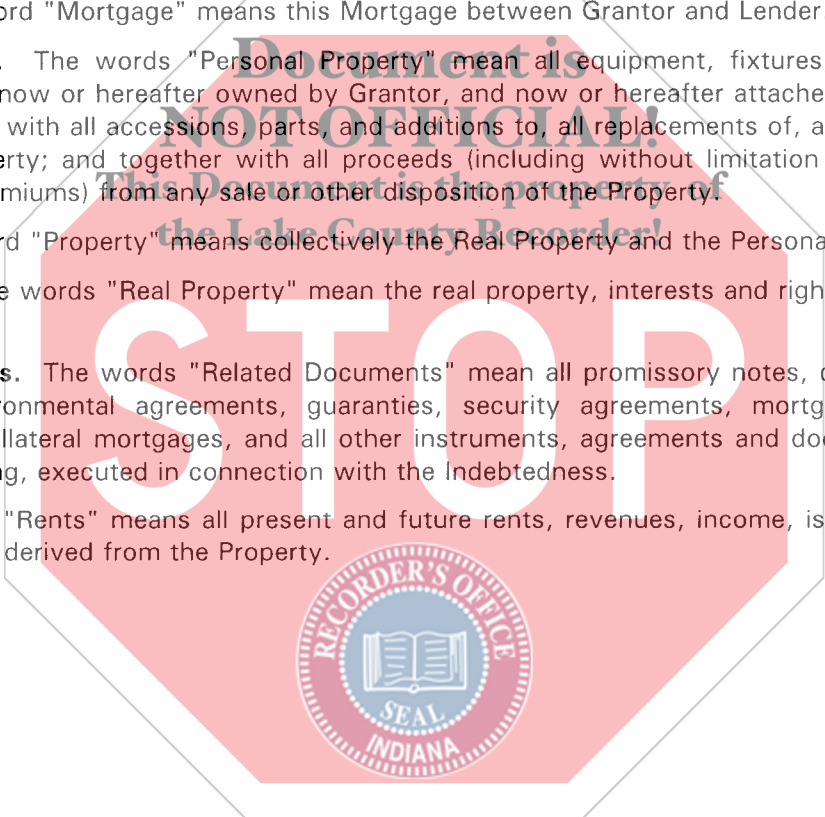 ord "Mortgage" means this Mortgage between Grantor and Lender.
Document is
. The words "Personal Property" mean all equipment, fixtures
now or hereafter owned by Grantor, and now or hereafter attache
NOT OFFICIAL!
with all accessions, parts, and additions to, all replacements of, a
erty; and together with all proceeds (including without limitation
miums) from any sale or other disposition of the Property.
This Document is the property of
the Lake County Recorder!
rd "Property" means collectively the Real Property and the Persona
e words "Real Property" mean the real property, interests and righ
STOP
s. The words "Related Documents" mean all promissory notes, c
ronmental agreements, guaranties, security agreements, mortg
llateral mortgages, and all other instruments, agreements and doc
ng, executed in connection with the Indebtedness.
"Rents" means all present and future rents, revenues, income, is
derived from the Property.
RECORDER'S OFFICE
SEAL
INDIANA